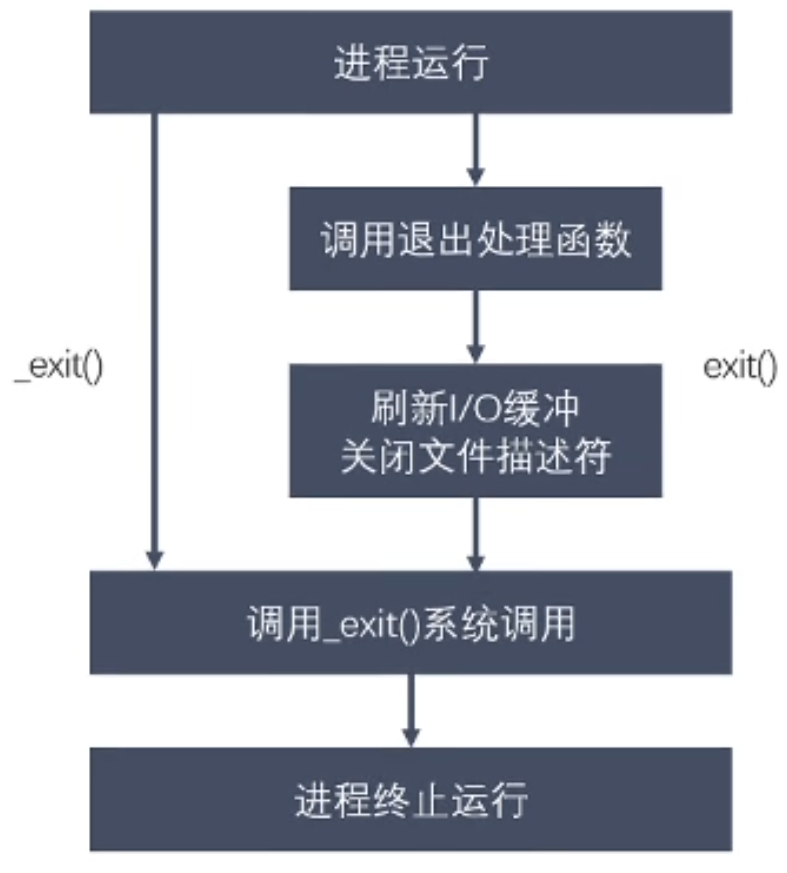 进程运行
调用退出处理函数
_exit()
exit()
刷新I/O缓冲
关闭文件描述符
调用_exit()系统调用
进程终止运行